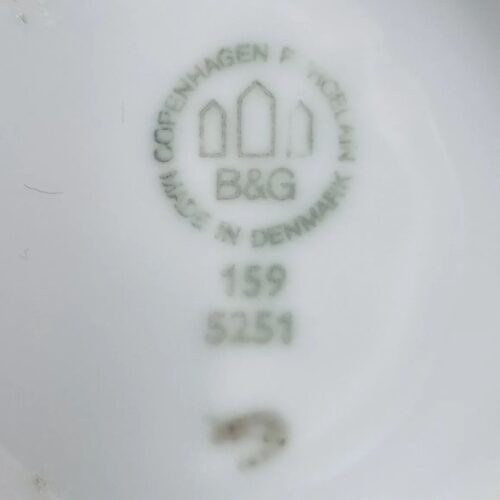 COPENHAGEN PORCELAIN
B&G
MADE IN DENMARK
159
5251